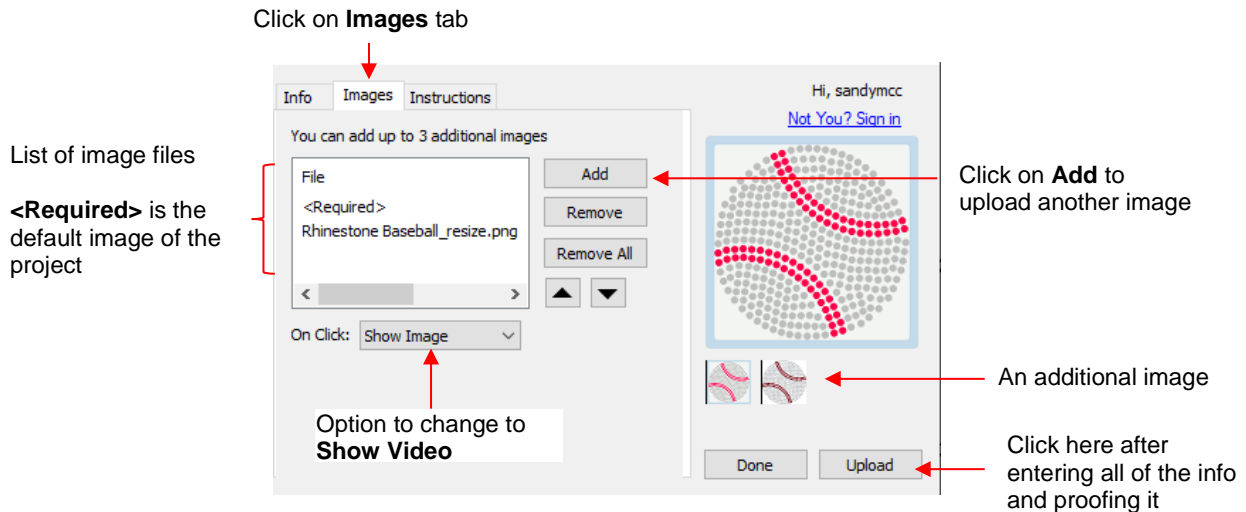 Click on Images tab
Info Images Instructions
Hi, sandymcc
Not You? Sign in
You can add up to 3 additional images
List of image files
<Required> is the
default image of the
project
File
<Required>
Rhinestone Baseball_resize.png
Add
Remove
Remove All
Click on Add to
upload another image
On Click: Show Image
Option to change to
Show Video
An additional image
Done Upload
Click here after
entering all of the info
and proofing it